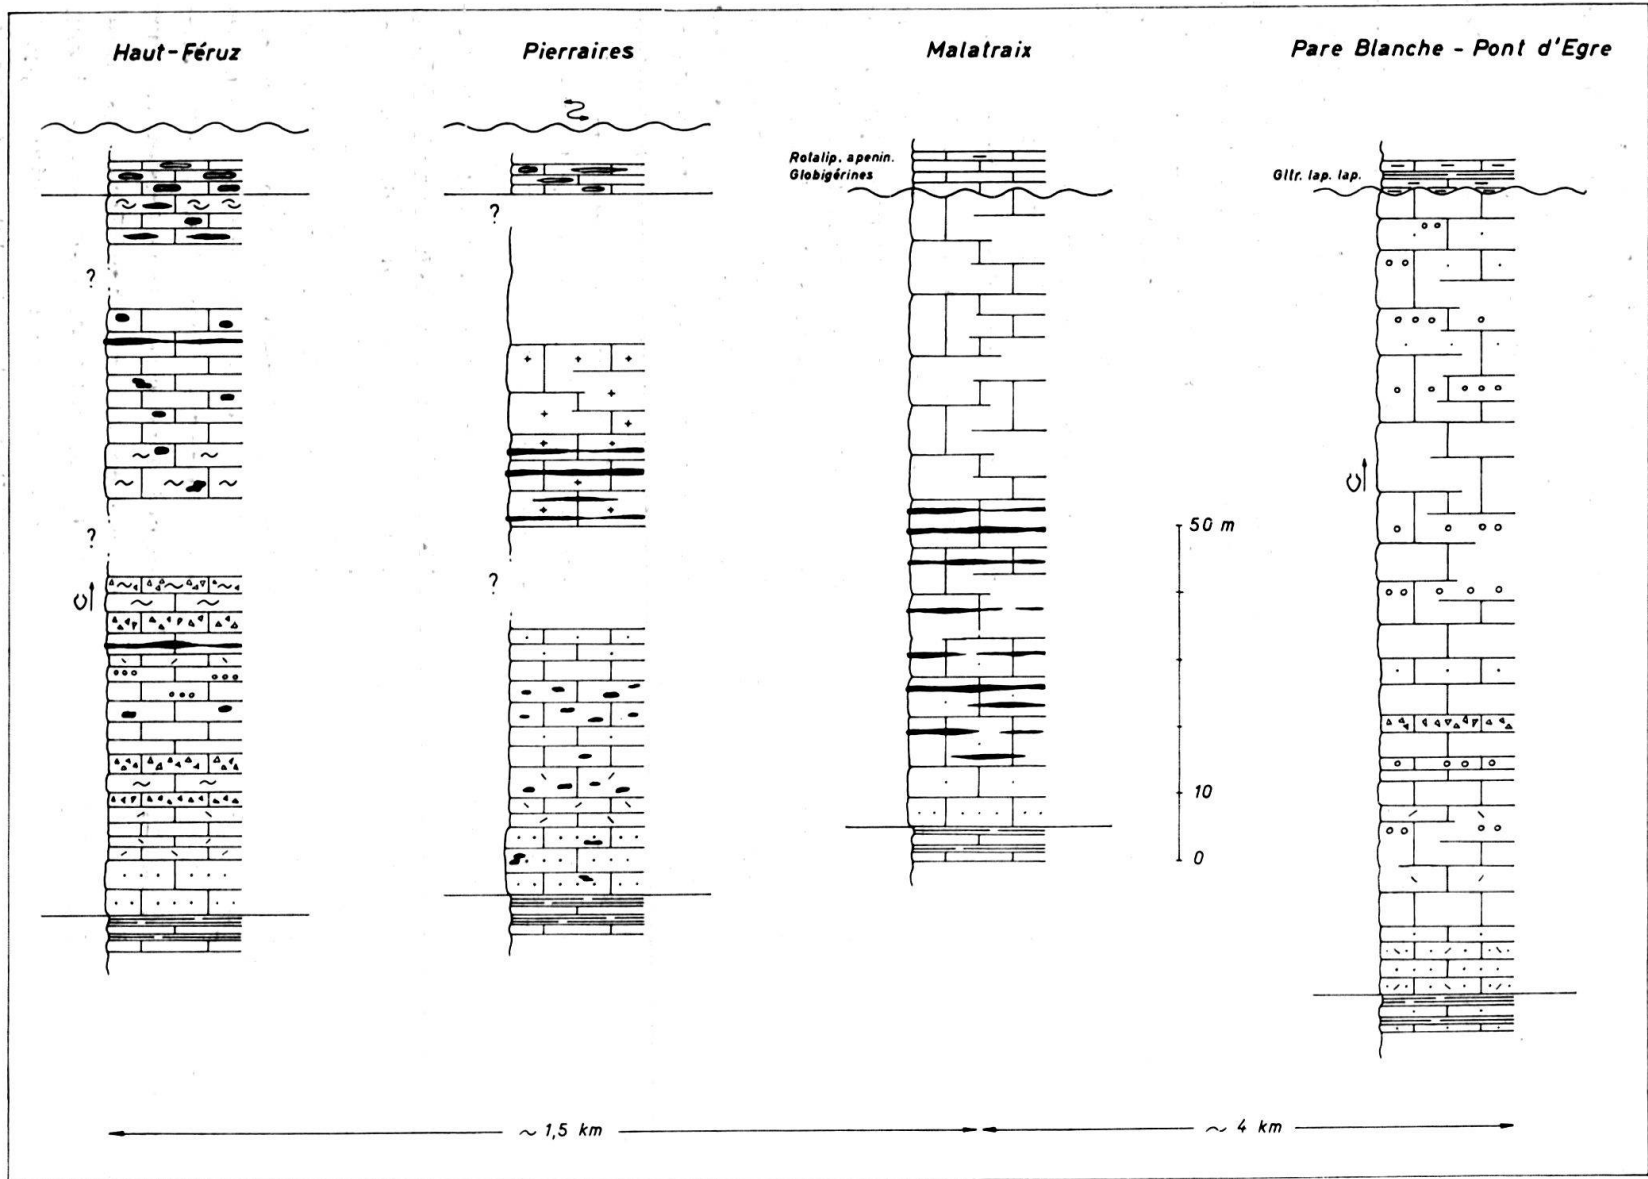 Haut-Féruz
Pierraires
Malatraix
Pare Blanche - Pont d'Egre
Rotalip. apenin.
Globigérines
Gltr. lap. lap.
?
?
?
?
50 m
10
0
~ 1,5 km
~ 4 km